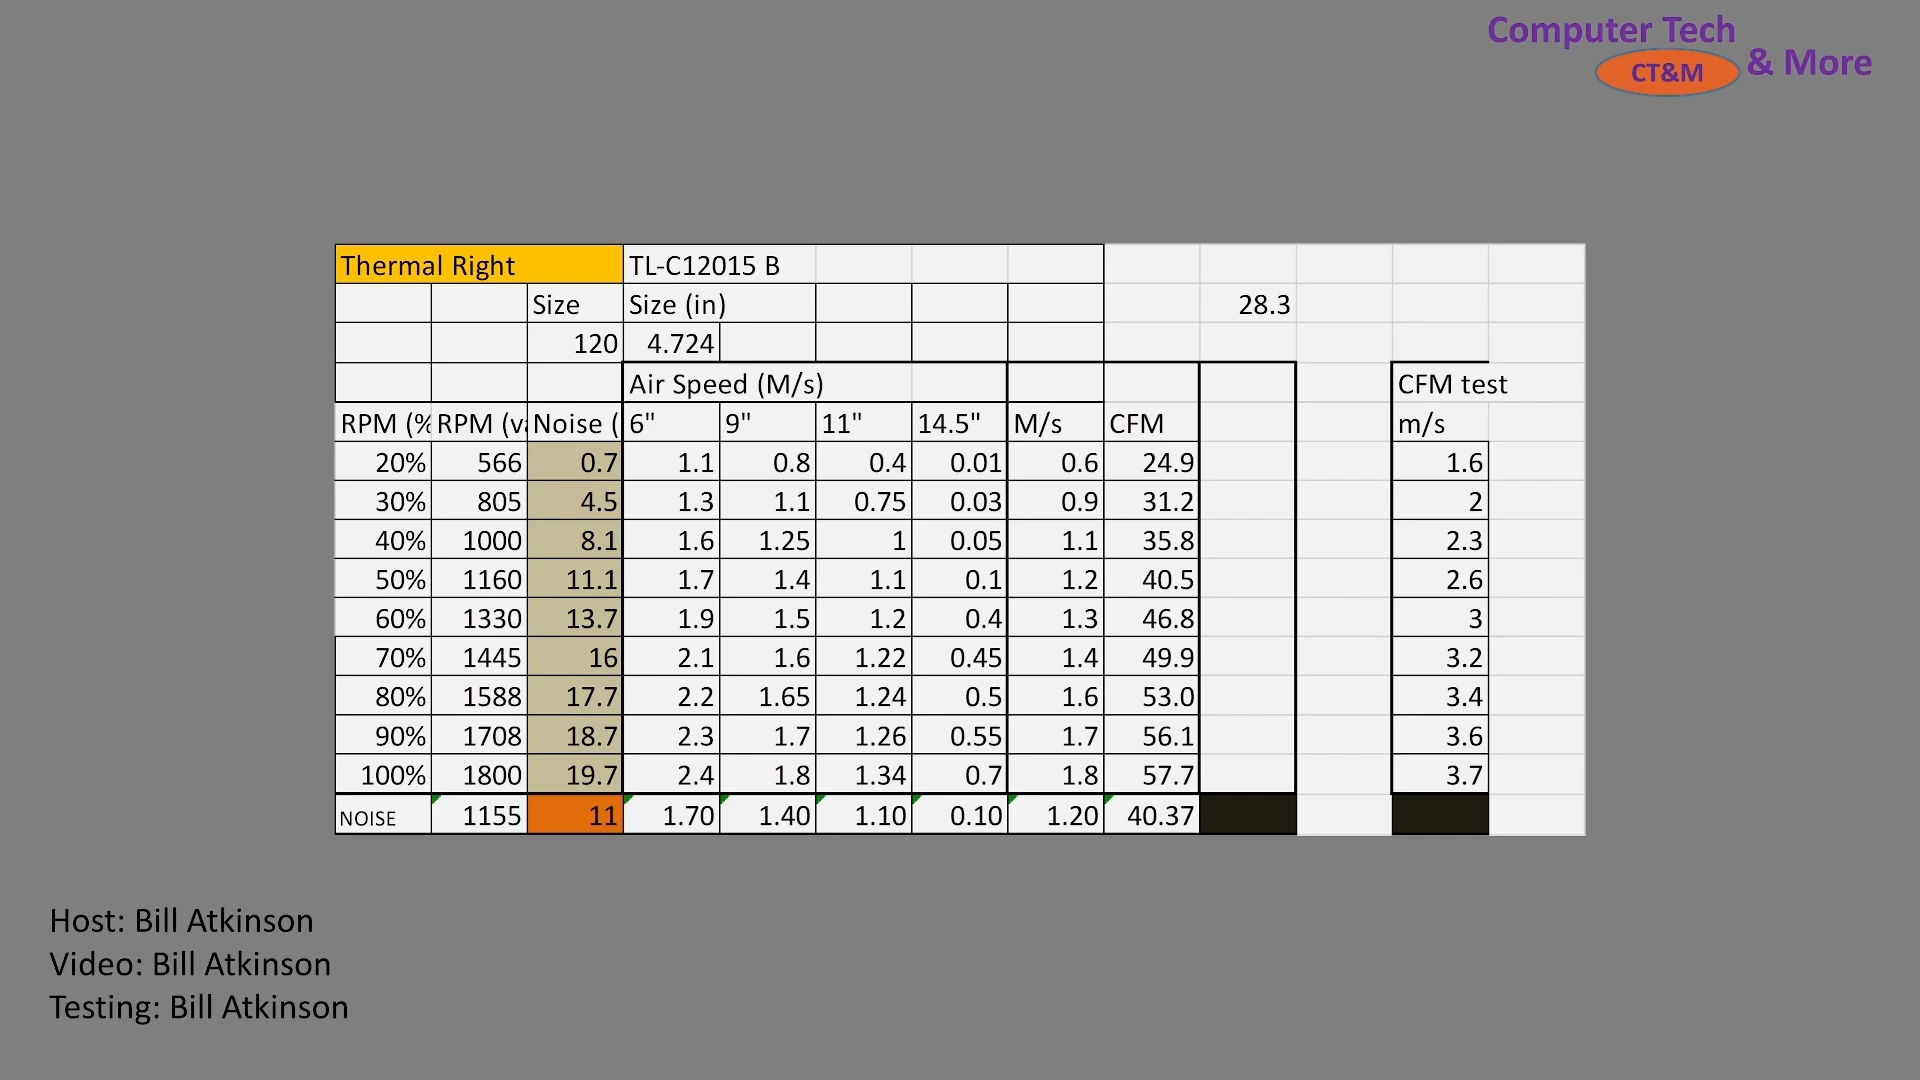 Computer Tech
CT&M & More
Thermal Right TL-C12015 B
Size Size (in) 28.3
120 4.724
Air Speed (M/s) CFM test
RPM (% RPM (va Noise ( 6" 9" 11" 14.5" M/s CFM m/s
20% 566 0.7 1.1 0.8 0.4 0.01 0.6 24.9 1.6
30% 805 4.5 1.3 1.1 0.75 0.03 0.9 31.2 2
40% 1000 8.1 1.6 1.25 1 0.05 1.1 35.8 2.3
50% 1160 11.1 1.7 1.4 1.1 0.1 1.2 40.5 2.6
60% 1330 13.7 1.9 1.5 1.2 0.4 1.3 46.8 3
70% 1445 16 2.1 1.6 1.22 0.45 1.4 49.9 3.2
80% 1588 17.7 2.2 1.65 1.24 0.5 1.6 53.0 3.4
90% 1708 18.7 2.3 1.7 1.26 0.55 1.7 56.1 3.6
100% 1800 19.7 2.4 1.8 1.34 0.7 1.8 57.7 3.7
NOISE 1155 11 1.70 1.40 1.10 0.10 1.20 40.37
Host: Bill Atkinson
Video: Bill Atkinson
Testing: Bill Atkinson